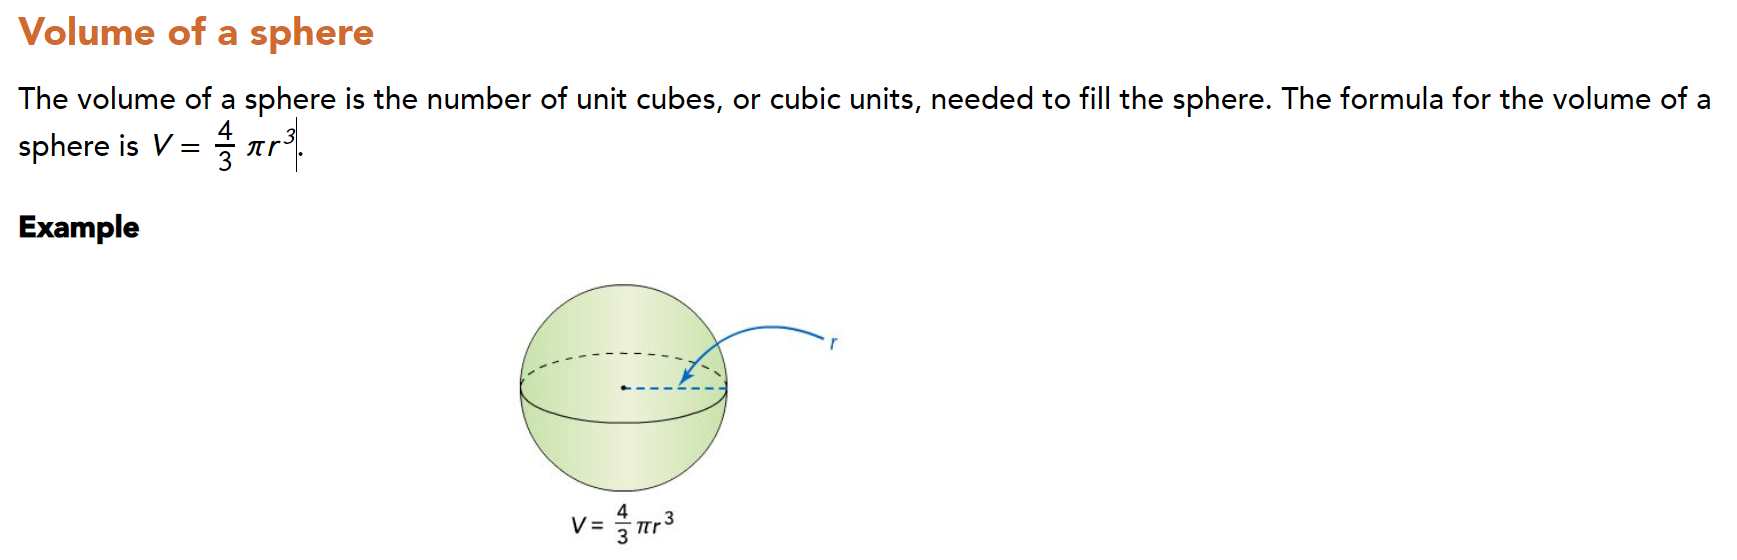 Volume of a sphere
The volume of a sphere is the number of unit cubes, or cubic units, needed to fill the sphere. The formula for the volume of a
sphere is V = 4/3 πr³.
Example
r
V = 4/3 πr³